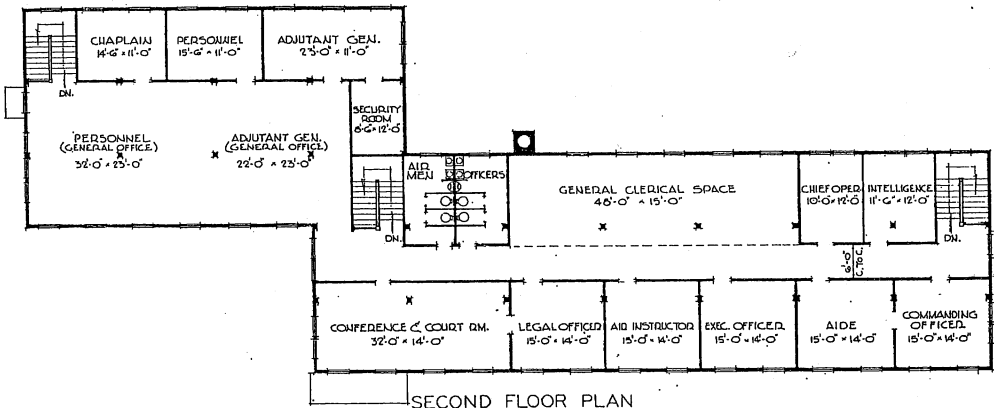 CHAPLAIN
14'-6" × 11'-0"
PERSONNEL
15'-6" × 11'-0"
ADJUTANT GEN.
23'-0" × 11'-0"
DN.
SECURITY
ROOM
8'-6" × 12'-0"
PERSONNEL
(GENERAL OFFICE)
32'-0" × 23'-0"
ADJUTANT GEN.
(GENERAL OFFICE)
22'-0" × 23'-0"
AIR
MEN
OFFICERS
DN.
GENERAL CLERICAL SPACE
48'-0" × 15'-0"
CHIEF OPER.
10'-0" × 12'-0"
INTELLIGENCE
11'-6" × 12'-0"
DN.
6'-0"
C. TO C.
CONFERENCE & COURT RM.
32'-0" × 14'-0"
LEGAL OFFICER
15'-0" × 14'-0"
AIR INSTRUCTOR
15'-0" × 14'-0"
EXEC. OFFICER
15'-0" × 14'-0"
AIDE
15'-0" × 14'-0"
COMMANDING
OFFICER
15'-0" × 14'-0"
SECOND FLOOR PLAN